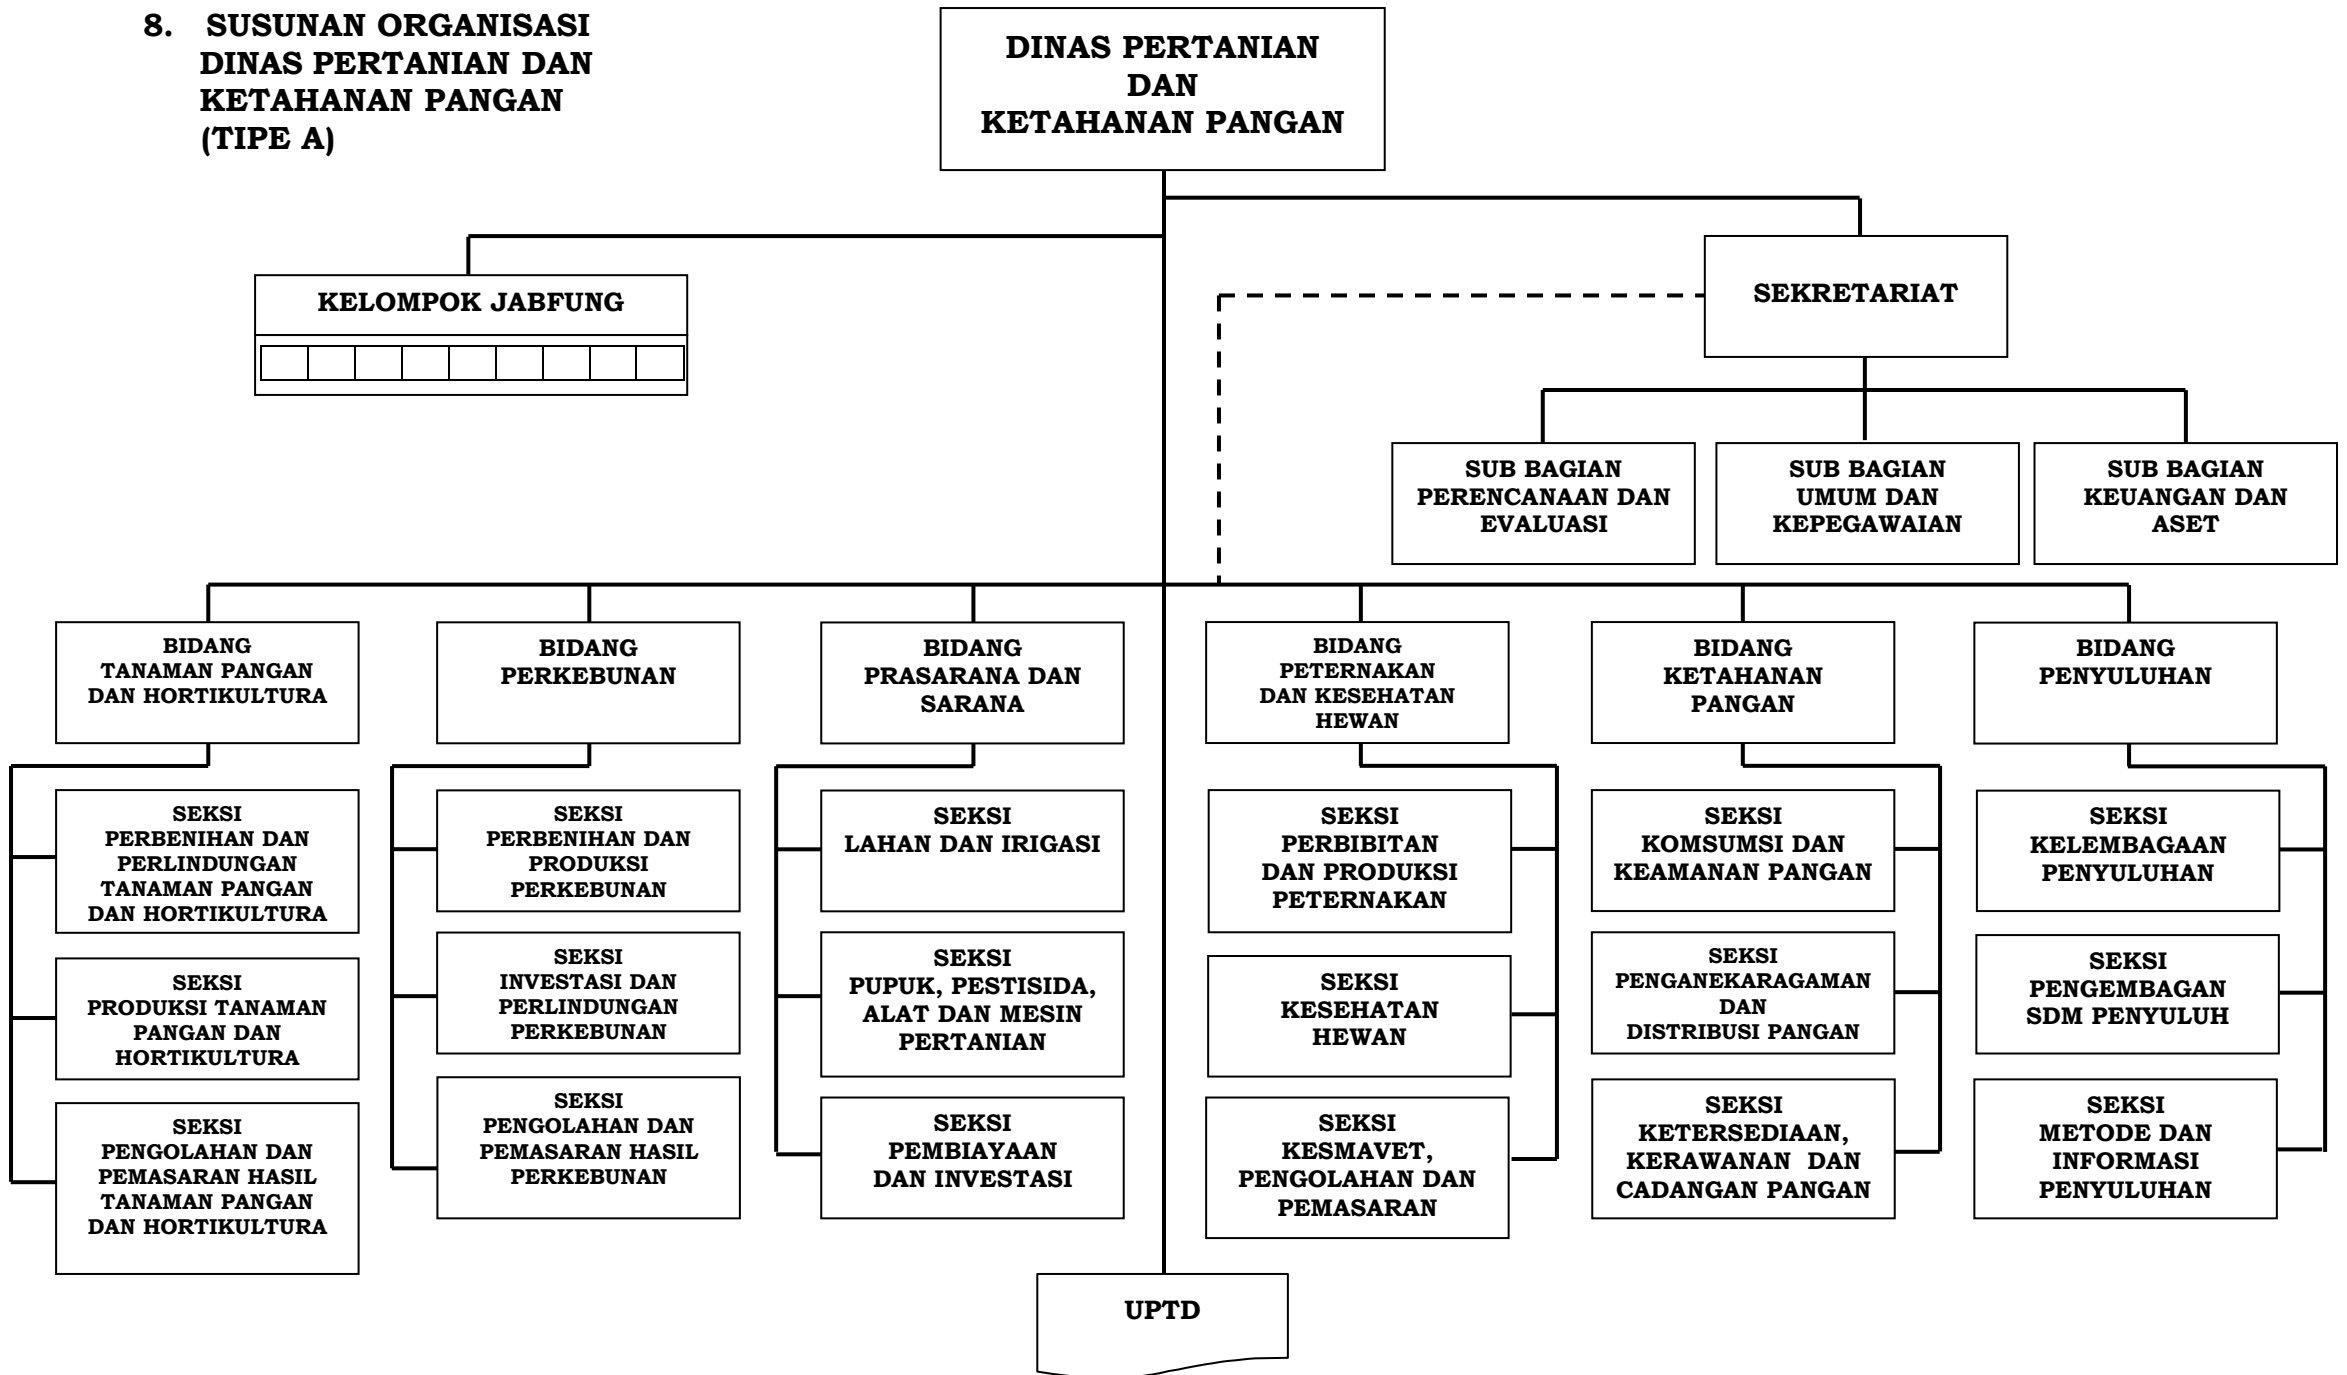 8. SUSUNAN ORGANISASI
DINAS PERTANIAN DAN
KETAHANAN PANGAN
(TIPE A)
DINAS PERTANIAN
DAN
KETAHANAN PANGAN
KELOMPOK JABFUNG
SEKRETARIAT
SUB BAGIAN
PERENCANAAN DAN
EVALUASI
SUB BAGIAN
UMUM DAN
KEPEGAWAIAN
SUB BAGIAN
KEUANGAN DAN
ASET
BIDANG
TANAMAN PANGAN
DAN HORTIKULTURA
BIDANG
PERKEBUNAN
BIDANG
PRASARANA DAN
SARANA
BIDANG
PETERNAKAN
DAN KESEHATAN
HEWAN
BIDANG
KETAHANAN
PANGAN
BIDANG
PENYULUHAN
SEKSI
PERBENIHAN DAN
PERLINDUNGAN
TANAMAN PANGAN
DAN HORTIKULTURA
SEKSI
PERBENIHAN DAN
PRODUKSI
PERKEBUNAN
SEKSI
LAHAN DAN IRIGASI
SEKSI
PERBIBITAN
DAN PRODUKSI
PETERNAKAN
SEKSI
KOMSUMSI DAN
KEAMANAN PANGAN
SEKSI
KELEMBAGAAN
PENYULUHAN
SEKSI
PRODUKSI TANAMAN
PANGAN DAN
HORTIKULTURA
SEKSI
INVESTASI DAN
PERLINDUNGAN
PERKEBUNAN
SEKSI
PUPUK, PESTISIDA,
ALAT DAN MESIN
PERTANIAN
SEKSI
KESEHATAN
HEWAN
SEKSI
PENGANEKARAGAMAN
DAN
DISTRIBUSI PANGAN
SEKSI
PENGEMBAGAN
SDM PENYULUH
SEKSI
PENGOLAHAN DAN
PEMASARAN HASIL
TANAMAN PANGAN
DAN HORTIKULTURA
SEKSI
PENGOLAHAN DAN
PEMASARAN HASIL
PERKEBUNAN
SEKSI
PEMBIAYAAN
DAN INVESTASI
SEKSI
KESMAVET,
PENGOLAHAN DAN
PEMASARAN
SEKSI
KETERSEDIAAN,
KERAWANAN DAN
CADANGAN PANGAN
SEKSI
METODE DAN
INFORMASI
PENYULUHAN
UPTD